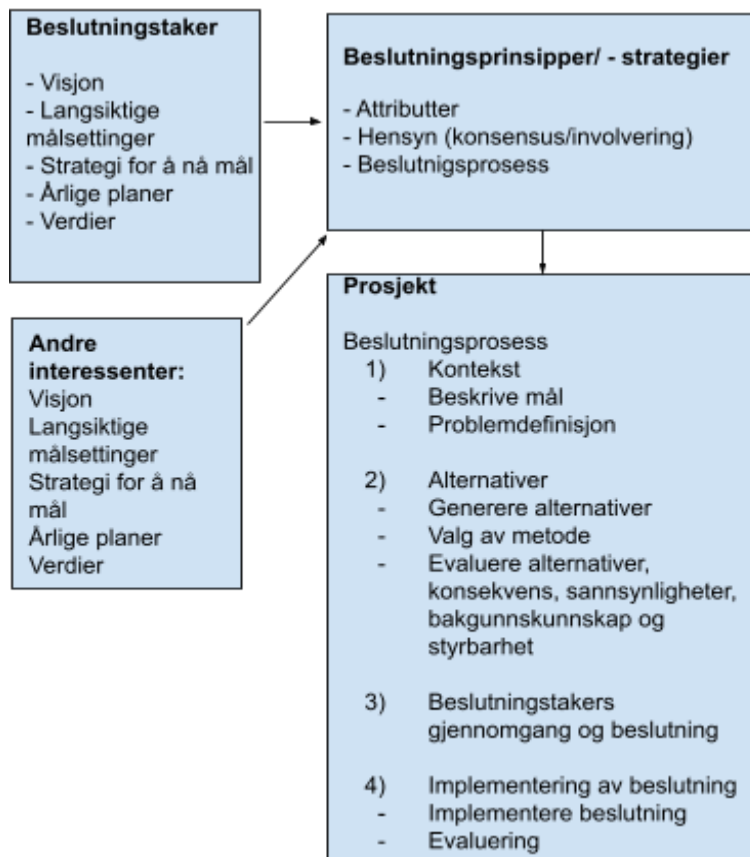 Beslutningstaker
- Visjon
- Langsiktige
målsettinger
- Strategi for å nå mål
- Årlige planer
- Verdier
Beslutningsprinsipper/ - strategier
- Attributter
- Hensyn (konsensus/involvering)
- Beslutnigsprosess
Andre
interessenter:
Visjon
Langsiktige
målsettinger
Strategi for å nå
mål
Årlige planer
Verdier
Prosjekt
Beslutningsprosess
1) Kontekst
- Beskrive mål
- Problemdefinisjon
2) Alternativer
- Generere alternativer
- Valg av metode
- Evaluere alternativer,
konsekvens, sannsynligheter,
bakgunnskunnskap og
styrbarhet
3) Beslutningstakers
gjennomgang og beslutning
4) Implementering av beslutning
- Implementere beslutning
- Evaluering